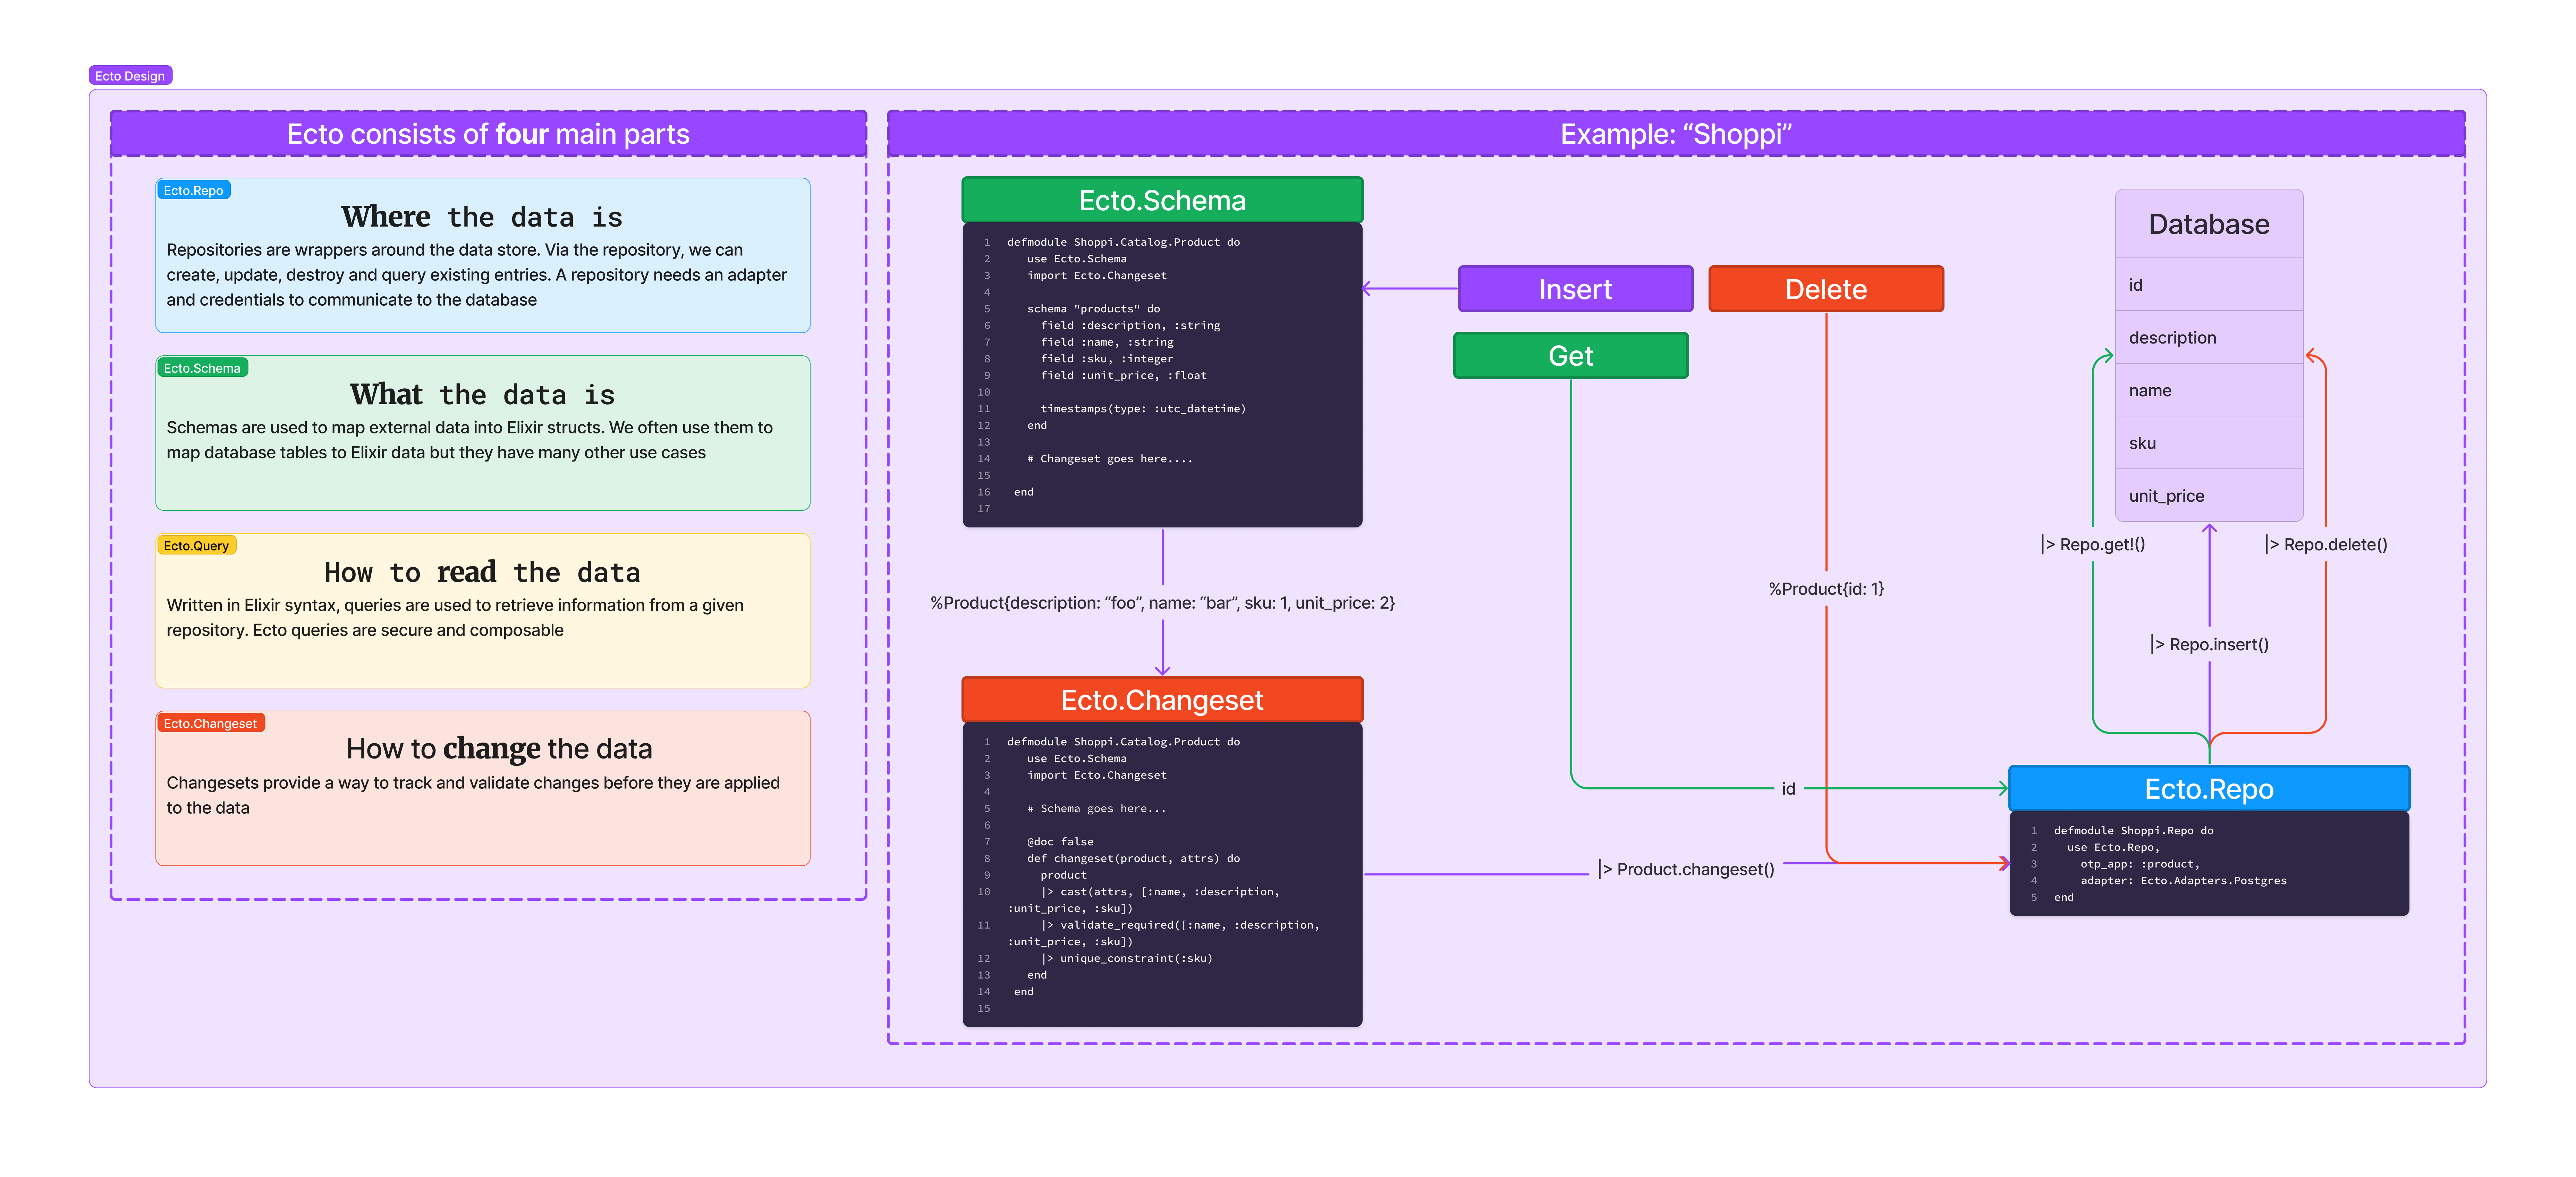 Ecto Design
Ecto consists of four main parts
Ecto.Repo
Where the data is
Repositories are wrappers around the data store. Via the repository, we can
create, update, destroy and query existing entries. A repository needs an adapter
and credentials to communicate to the database
Ecto.Schema
What the data is
Schemas are used to map external data into Elixir structs. We often use them to
map database tables to Elixir data but they have many other use cases
Ecto.Query
How to read the data
Written in Elixir syntax, queries are used to retrieve information from a given
repository. Ecto queries are secure and composable
Ecto.Changeset
How to change the data
Changesets provide a way to track and validate changes before they are applied
to the data
Example: “Shoppi”
Ecto.Schema
1 defmodule Shoppi.Catalog.Product do
2 use Ecto.Schema
3 import Ecto.Changeset
4
5 schema "products" do
6 field :description, :string
7 field :name, :string
8 field :sku, :integer
9 field :unit_price, :float
10
11 timestamps(type: :utc_datetime)
12 end
13
14 # Changeset goes here....
15
16 end
17
%Product{description: “foo”, name: “bar”, sku: 1, unit_price: 2}
Ecto.Changeset
1 defmodule Shoppi.Catalog.Product do
2 use Ecto.Schema
3 import Ecto.Changeset
4
5 # Schema goes here...
6
7 @doc false
8 def changeset(product, attrs) do
9 product
10 |> cast(attrs, [:name, :description,
:unit_price, :sku])
11 |> validate_required([:name, :description,
:unit_price, :sku])
12 |> unique_constraint(:sku)
13 end
14 end
15
Insert
Delete
Get
%Product{id: 1}
id
|> Product.changeset()
Database
id
description
name
sku
unit_price
|> Repo.get!()
|> Repo.delete()
|> Repo.insert()
Ecto.Repo
1 defmodule Shoppi.Repo do
2 use Ecto.Repo,
3 otp_app: :product,
4 adapter: Ecto.Adapters.Postgres
5 end